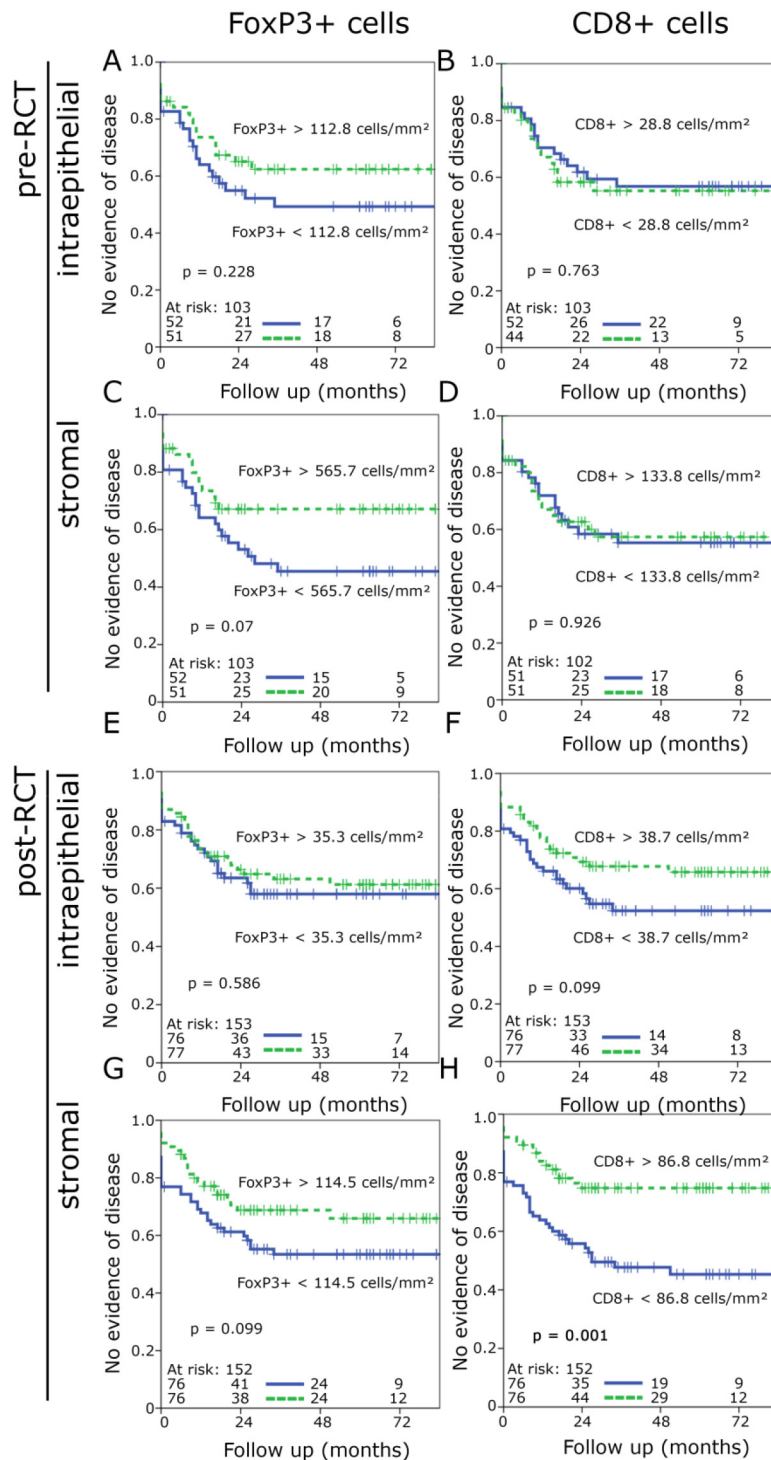 FoxP3+ cells
CD8+ cells
pre-RCT
intraepithelial
A
1.0
0.8
0.6
0.4
0.2
0
No evidence of disease
FoxP3+ > 112.8 cells/mm²
FoxP3+ < 112.8 cells/mm²
p = 0.228
At risk: 103
52 21 17 6
51 27 18 8
0 24 48 72
Follow up (months)
B
1.0
0.8
0.6
0.4
0.2
0
No evidence of disease
CD8+ > 28.8 cells/mm²
CD8+ < 28.8 cells/mm²
p = 0.763
At risk: 103
52 26 22 9
44 22 13 5
0 24 48 72
Follow up (months)
stromal
C
1.0
0.8
0.6
0.4
0.2
0
No evidence of disease
FoxP3+ > 565.7 cells/mm²
FoxP3+ < 565.7 cells/mm²
p = 0.07
At risk: 103
52 23 15 5
51 25 20 9
0 24 48 72
Follow up (months)
D
1.0
0.8
0.6
0.4
0.2
0
No evidence of disease
CD8+ > 133.8 cells/mm²
CD8+ < 133.8 cells/mm²
p = 0.926
At risk: 102
51 23 17 6
51 25 18 8
0 24 48 72
Follow up (months)
post-RCT
intraepithelial
E
1.0
0.8
0.6
0.4
0.2
0
No evidence of disease
FoxP3+ > 35.3 cells/mm²
FoxP3+ < 35.3 cells/mm²
p = 0.586
At risk: 153
76 36 15 7
77 43 33 14
0 24 48 72
Follow up (months)
F
1.0
0.8
0.6
0.4
0.2
0
No evidence of disease
CD8+ > 38.7 cells/mm²
CD8+ < 38.7 cells/mm²
p = 0.099
At risk: 153
76 33 14 8
77 46 34 13
0 24 48 72
Follow up (months)
stromal
G
1.0
0.8
0.6
0.4
0.2
0
No evidence of disease
FoxP3+ > 114.5 cells/mm²
FoxP3+ < 114.5 cells/mm²
p = 0.099
At risk: 152
76 41 24 9
76 38 24 12
0 24 48 72
Follow up (months)
H
1.0
0.8
0.6
0.4
0.2
0
No evidence of disease
CD8+ > 86.8 cells/mm²
CD8+ < 86.8 cells/mm²
p = 0.001
At risk: 152
76 35 19 9
76 44 29 12
0 24 48 72
Follow up (months)